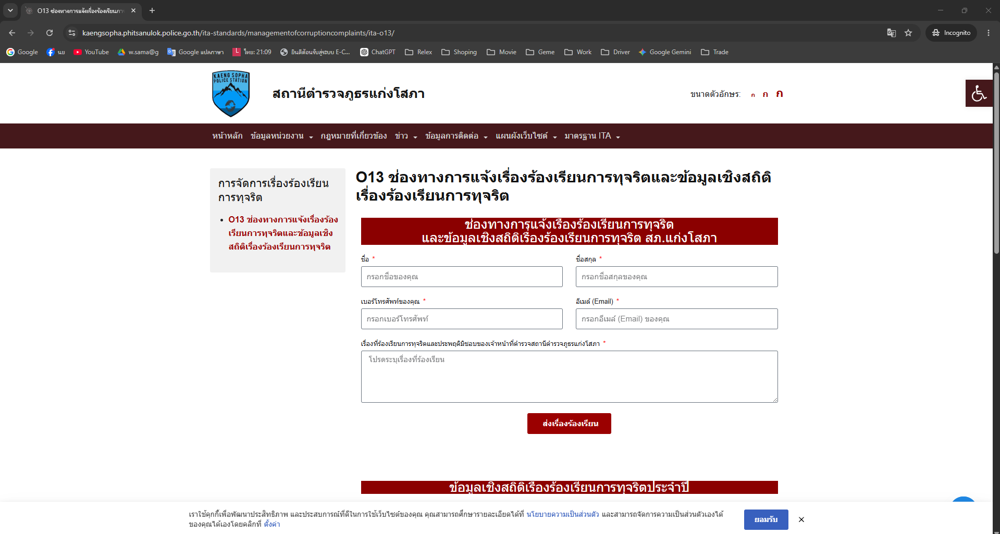 O13 ช่องทางการแจ้งเรื่องร้องเรียนการ
kaengsopha.phitsanulok.police.go.th/ita-standards/managementofcorruptioncomplaints/ita-o13/
Incognito
Google
นย
YouTube
w.sama@g
Google แปลภาษา
ไทย: 21:09
ยินดีต้อนรับสู่ระบบ E-C...
ChatGPT
Relex
Shoping
Movie
Geme
Work
Driver
Google Gemini
Trade
KAENG SOPHA
POLICE STATION
สถานีตำรวจภูธรแก่งโสภา
ขนาดตัวอักษร: ก ก ก
หน้าหลัก ข้อมูลหน่วยงาน กฎหมายที่เกี่ยวข้อง ข่าว ข้อมูลการติดต่อ แผนผังเว็บไซต์ มาตรฐาน ITA
การจัดการเรื่องร้องเรียน
การทุจริต
O13 ช่องทางการแจ้งเรื่องร้อง
เรียนการทุจริตและข้อมูลเชิง
สถิติเรื่องร้องเรียนการทุจริต
O13 ช่องทางการแจ้งเรื่องร้องเรียนการทุจริตและข้อมูลเชิงสถิติ
เรื่องร้องเรียนการทุจริต
ช่องทางการแจ้งเรื่องร้องเรียนการทุจริต
และข้อมูลเชิงสถิติเรื่องร้องเรียนการทุจริต สภ.แก่งโสภา
ชื่อ *
ชื่อสกุล *
กรอกชื่อของคุณ
กรอกชื่อสกุลของคุณ
เบอร์โทรศัพท์ของคุณ *
อีเมล์ (Email) *
กรอกเบอร์โทรศัพท์
กรอกอีเมล์ (Email) ของคุณ
เรื่องที่ร้องเรียนการทุจริตและประพฤติมิชอบของเจ้าหน้าที่ตำรวจสถานีตำรวจภูธรแก่งโสภา *
โปรดระบุเรื่องที่ร้องเรียน
ส่งเรื่องร้องเรียน
ข้อมูลเชิงสถิติเรื่องร้องเรียนการทุจริตประจำปี
เราใช้คุกกี้เพื่อพัฒนาประสิทธิภาพ และประสบการณ์ที่ดีในการใช้เว็บไซต์ของคุณ คุณสามารถศึกษารายละเอียดได้ที่ นโยบายความเป็นส่วนตัว และสามารถจัดการความเป็นส่วนตัวเองได้
ของคุณได้เองโดยคลิกที่ ตั้งค่า
ยอมรับ